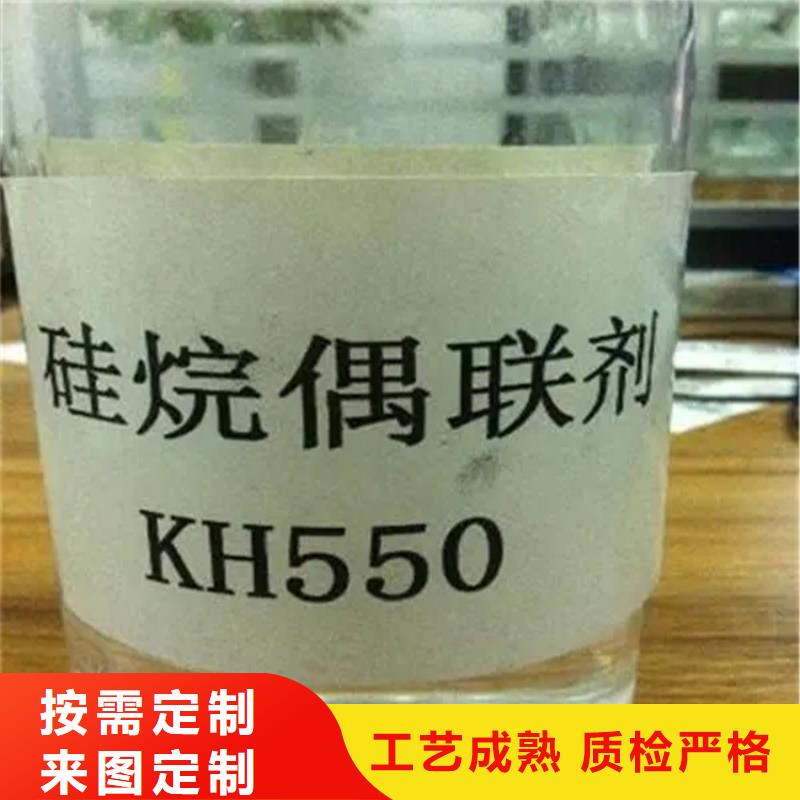 硅烷偶联剂
KH550
按需定制
来图定制
工艺成熟 质检严格